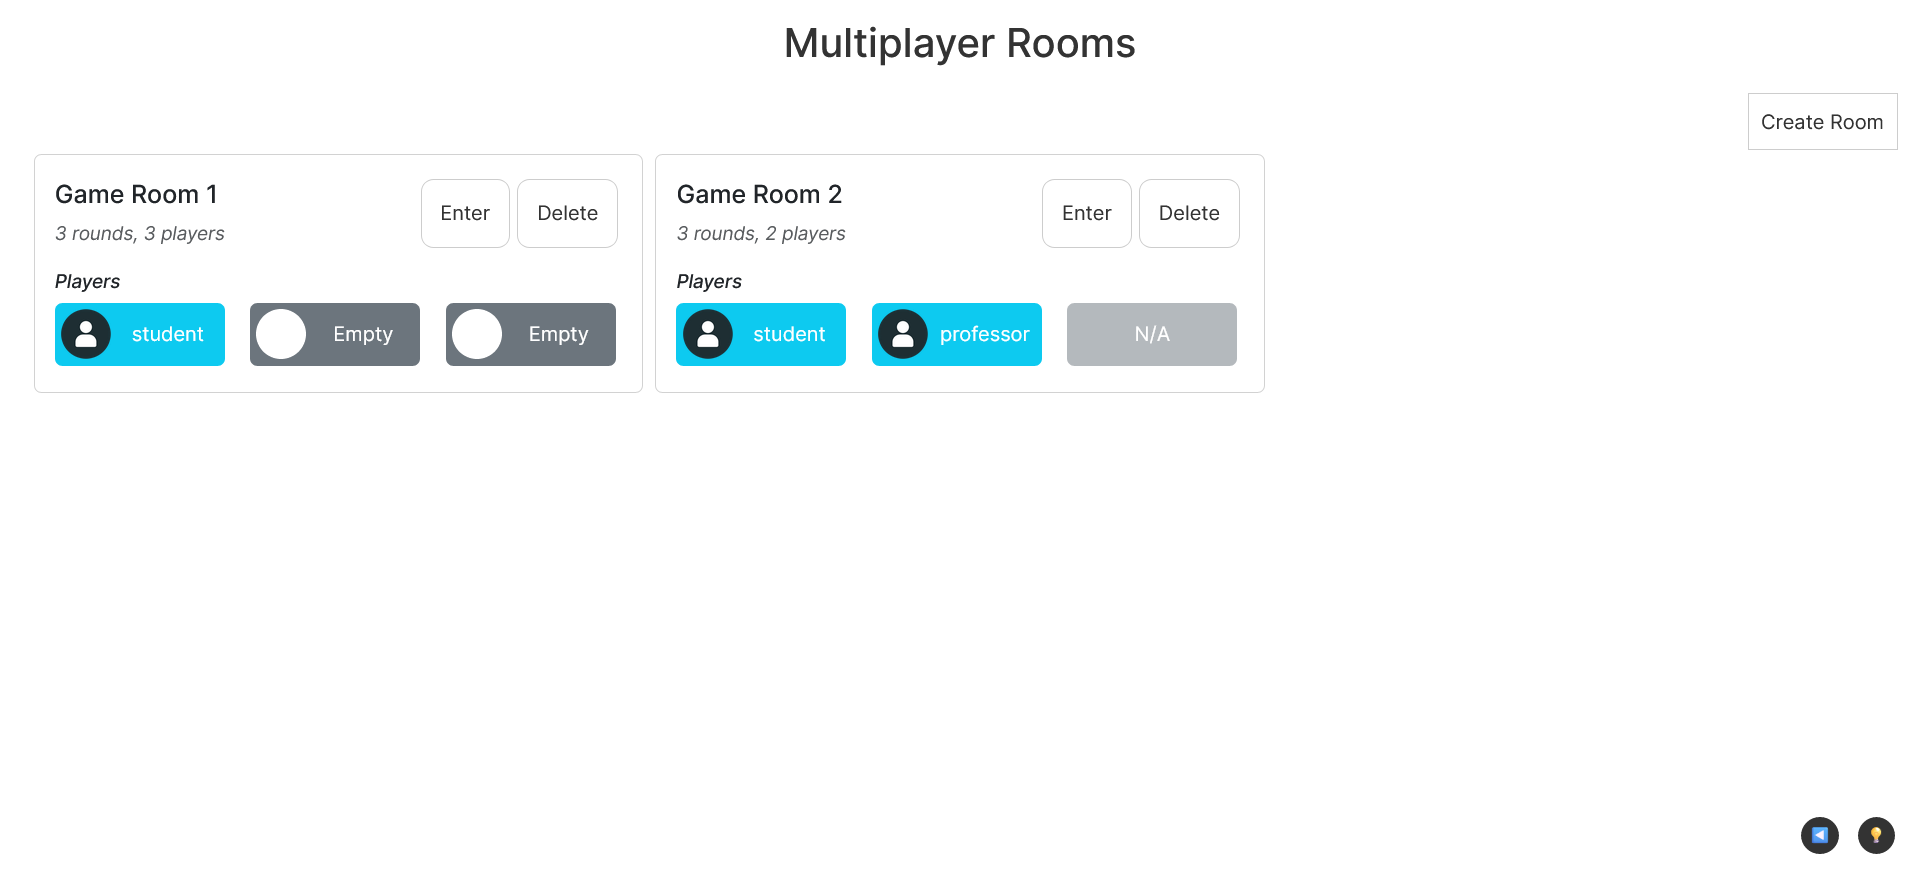 Multiplayer Rooms
Create Room
Game Room 1
3 rounds, 3 players
Enter
Delete
Players
student
Empty
Empty
Game Room 2
3 rounds, 2 players
Enter
Delete
Players
student
professor
N/A